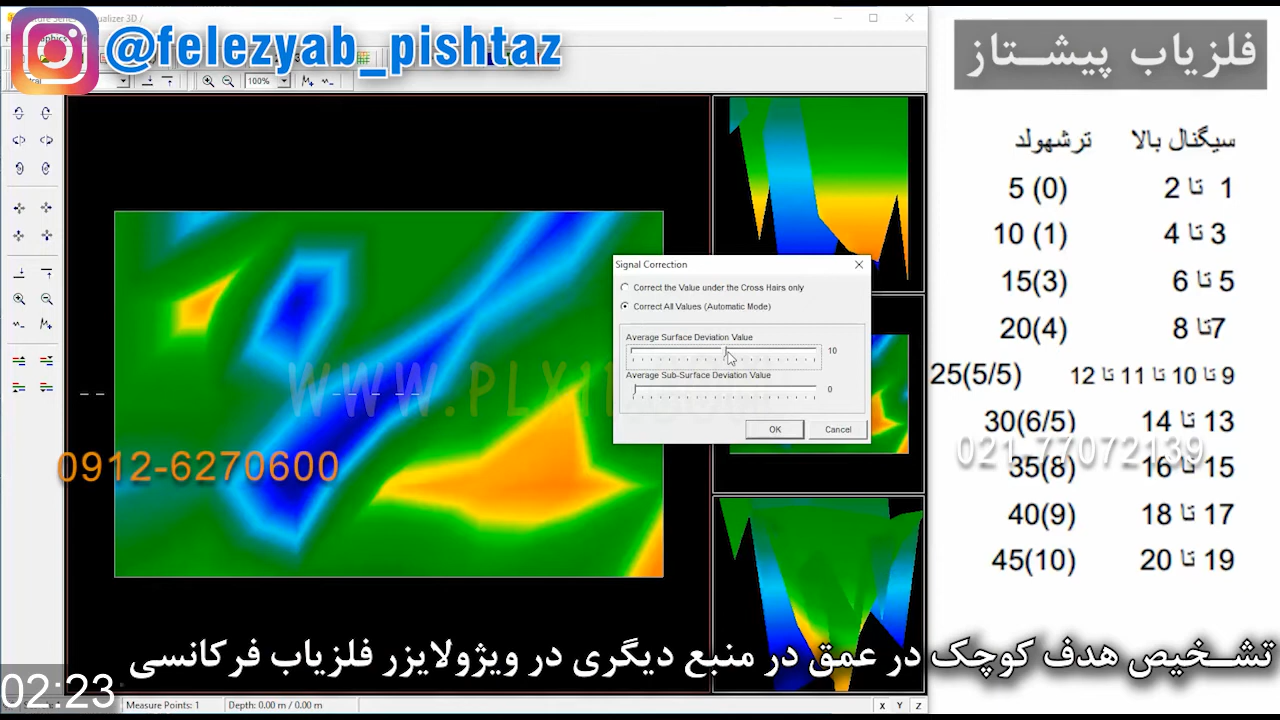 @felezyab_pishtaz
ualizer 3D /
100%
Signal Correction
Correct the Value under the Cross Hairs only
Correct All Values (Automatic Mode)
Average Surface Deviation Value
10
Average Sub-Surface Deviation Value
0
OK
Cancel
0912-6270600
Measure Points: 1
Depth: 0.00 m / 0.00 m
X Y Z
02:23
فلزیاب پیشتاز
سیگنال بالا ترشهولد
1 تا 2 5 (0)
3 تا 4 10 (1)
5 تا 6 15(3)
7تا 8 20(4)
9 تا 10 تا 11 تا 12 25(5/5)
13 تا 14 30(6/5)
021-77072139
15 تا 16 35(8)
17 تا 18 40(9)
19 تا 20 45(10)
تشخیص هدف کوچک در عمق در منبع دیگری در ویژولایزر فلزیاب فرکانسی